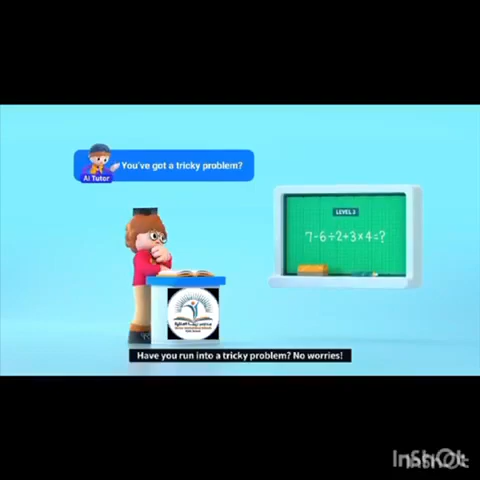 You've got a tricky problem?
AI Tutor
LEVEL 3
7-6÷2+3×4=?
Have you run into a tricky problem? No worries!
InShOt